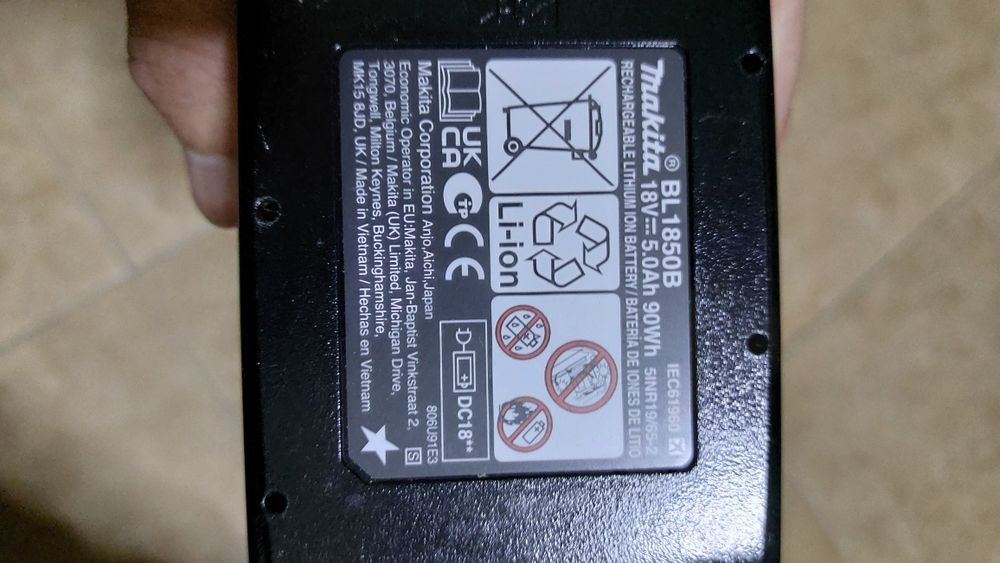 makita® BL1850B IEC61960
18V 5.0Ah 90Wh 5INR19/65-2
RECHARGEABLE LITHIUM ION BATTERY / BATERÍA DE IONES DE LITIO
Li-ion
UK
CA
TP
CE
DC18**
Makita Corporation Anjo,Aichi,Japan
806U91E3
Economic Operator in EU:Makita, Jan-Baptist Vinkstraat 2,
S
3070, Belgium / Makita (UK) Limited, Michigan Drive,
Tongwell, Milton Keynes, Buckinghamshire,
MK15 8JD, UK / Made in Vietnam / Hechas en Vietnam